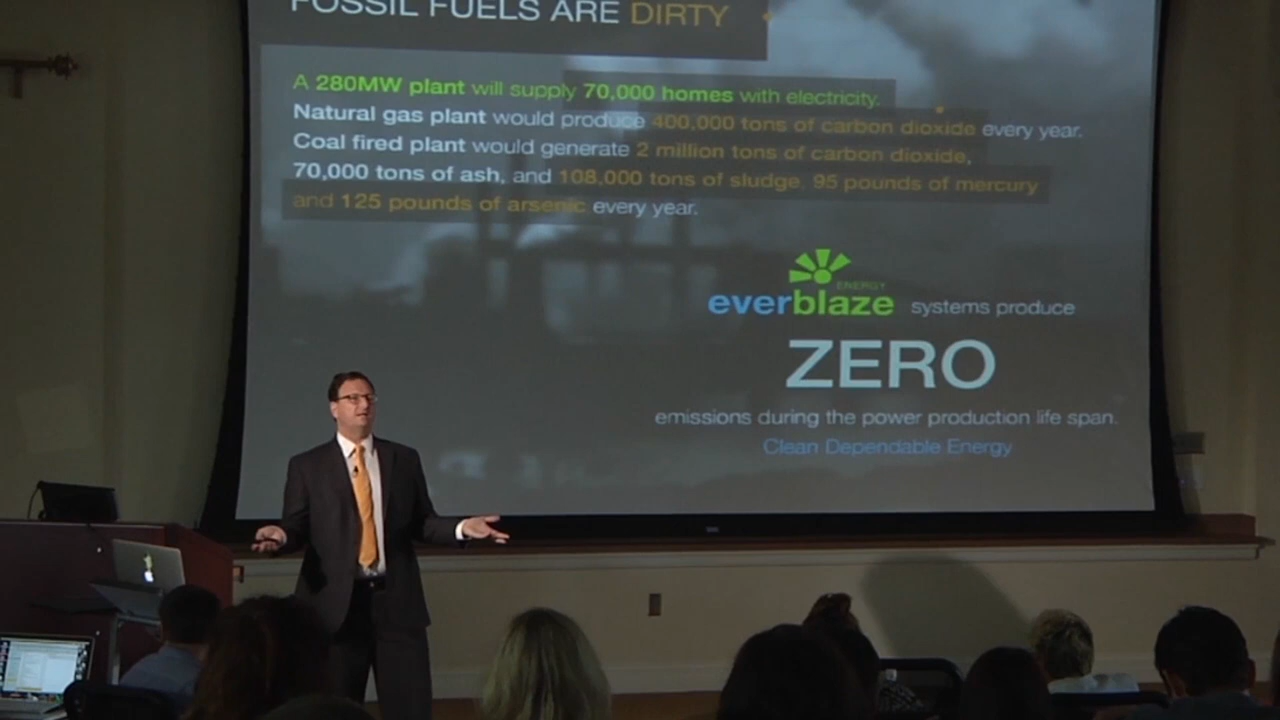 FOSSIL FUELS ARE DIRTY
A 280MW plant will supply 70,000 homes with electricity.
Natural gas plant would produce 400,000 tons of carbon dioxide every year.
Coal fired plant would generate 2 million tons of carbon dioxide,
70,000 tons of ash, and 108,000 tons of sludge, 95 pounds of mercury
and 125 pounds of arsenic every year.
ENERGY
everblaze systems produce
ZERO
emissions during the power production life span.
Clean Dependable Energy